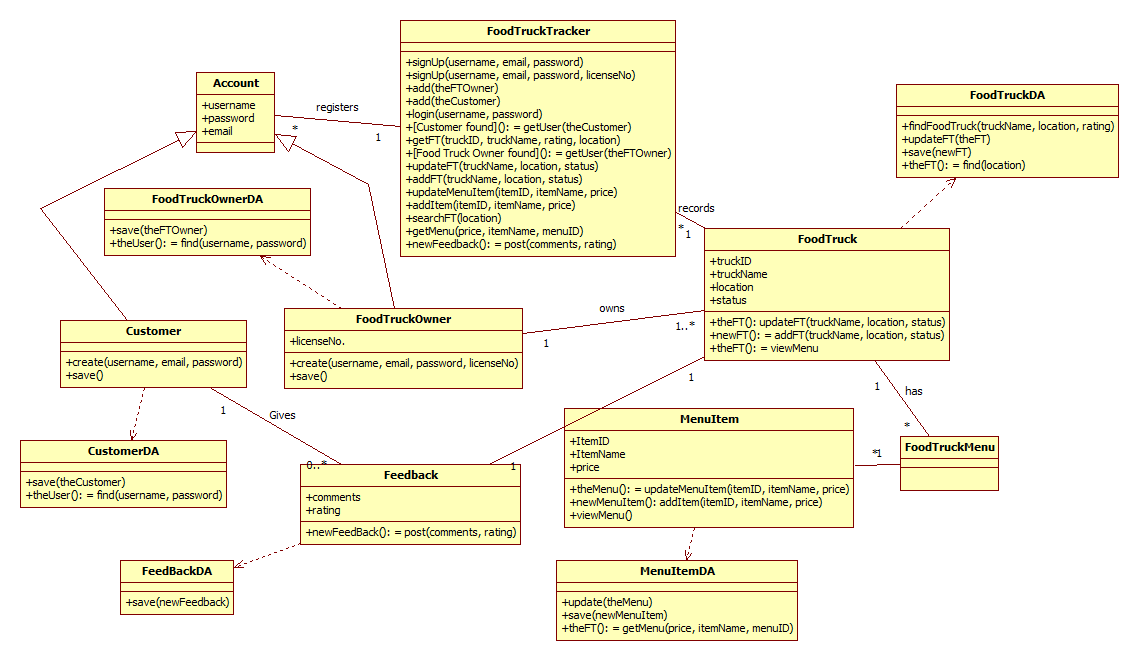 FoodTruckTracker
+signUp(username, email, password)
+signUp(username, email, password, licenseNo)
+add(theFTOwner)
+add(theCustomer)
+login(username, password)
+[Customer found](): = getUser(theCustomer)
+getFT(truckID, truckName, rating, location)
+[Food Truck Owner found](): = getUser(theFTOwner)
+updateFT(truckName, location, status)
+addFT(truckName, location, status)
+updateMenuItem(itemID, itemName, price)
+addItem(itemID, itemName, price)
+searchFT(location)
+getMenu(price, itemName, menuID)
+newFeedback(): = post(comments, rating)
Account
+username
+password
+email
registers
*
1
FoodTruckDA
+findFoodTruck(truckName, location, rating)
+updateFT(theFT)
+save(newFT)
+theFT(): = find(location)
FoodTruckOwnerDA
+save(theFTOwner)
+theUser(): = find(username, password)
records
*
1
FoodTruck
+truckID
+truckName
+location
+status
+theFT(): updateFT(truckName, location, status)
+newFT(): = addFT(truckName, location, status)
+theFT(): = viewMenu
FoodTruckOwner
+licenseNo.
+create(username, email, password, licenseNo)
+save()
owns
1
1..*
Customer
+create(username, email, password)
+save()
1
Gives
0..*
1
1
1
has
*
CustomerDA
+save(theCustomer)
+theUser(): = find(username, password)
MenuItem
+ItemID
+ItemName
+price
+theMenu(): = updateMenuItem(itemID, itemName, price)
+newMenuItem(): addItem(itemID, itemName, price)
+viewMenu()
*
1
FoodTruckMenu
Feedback
+comments
+rating
+newFeedBack(): = post(comments, rating)
FeedBackDA
+save(newFeedback)
MenuItemDA
+update(theMenu)
+save(newMenuItem)
+theFT(): = getMenu(price, itemName, menuID)